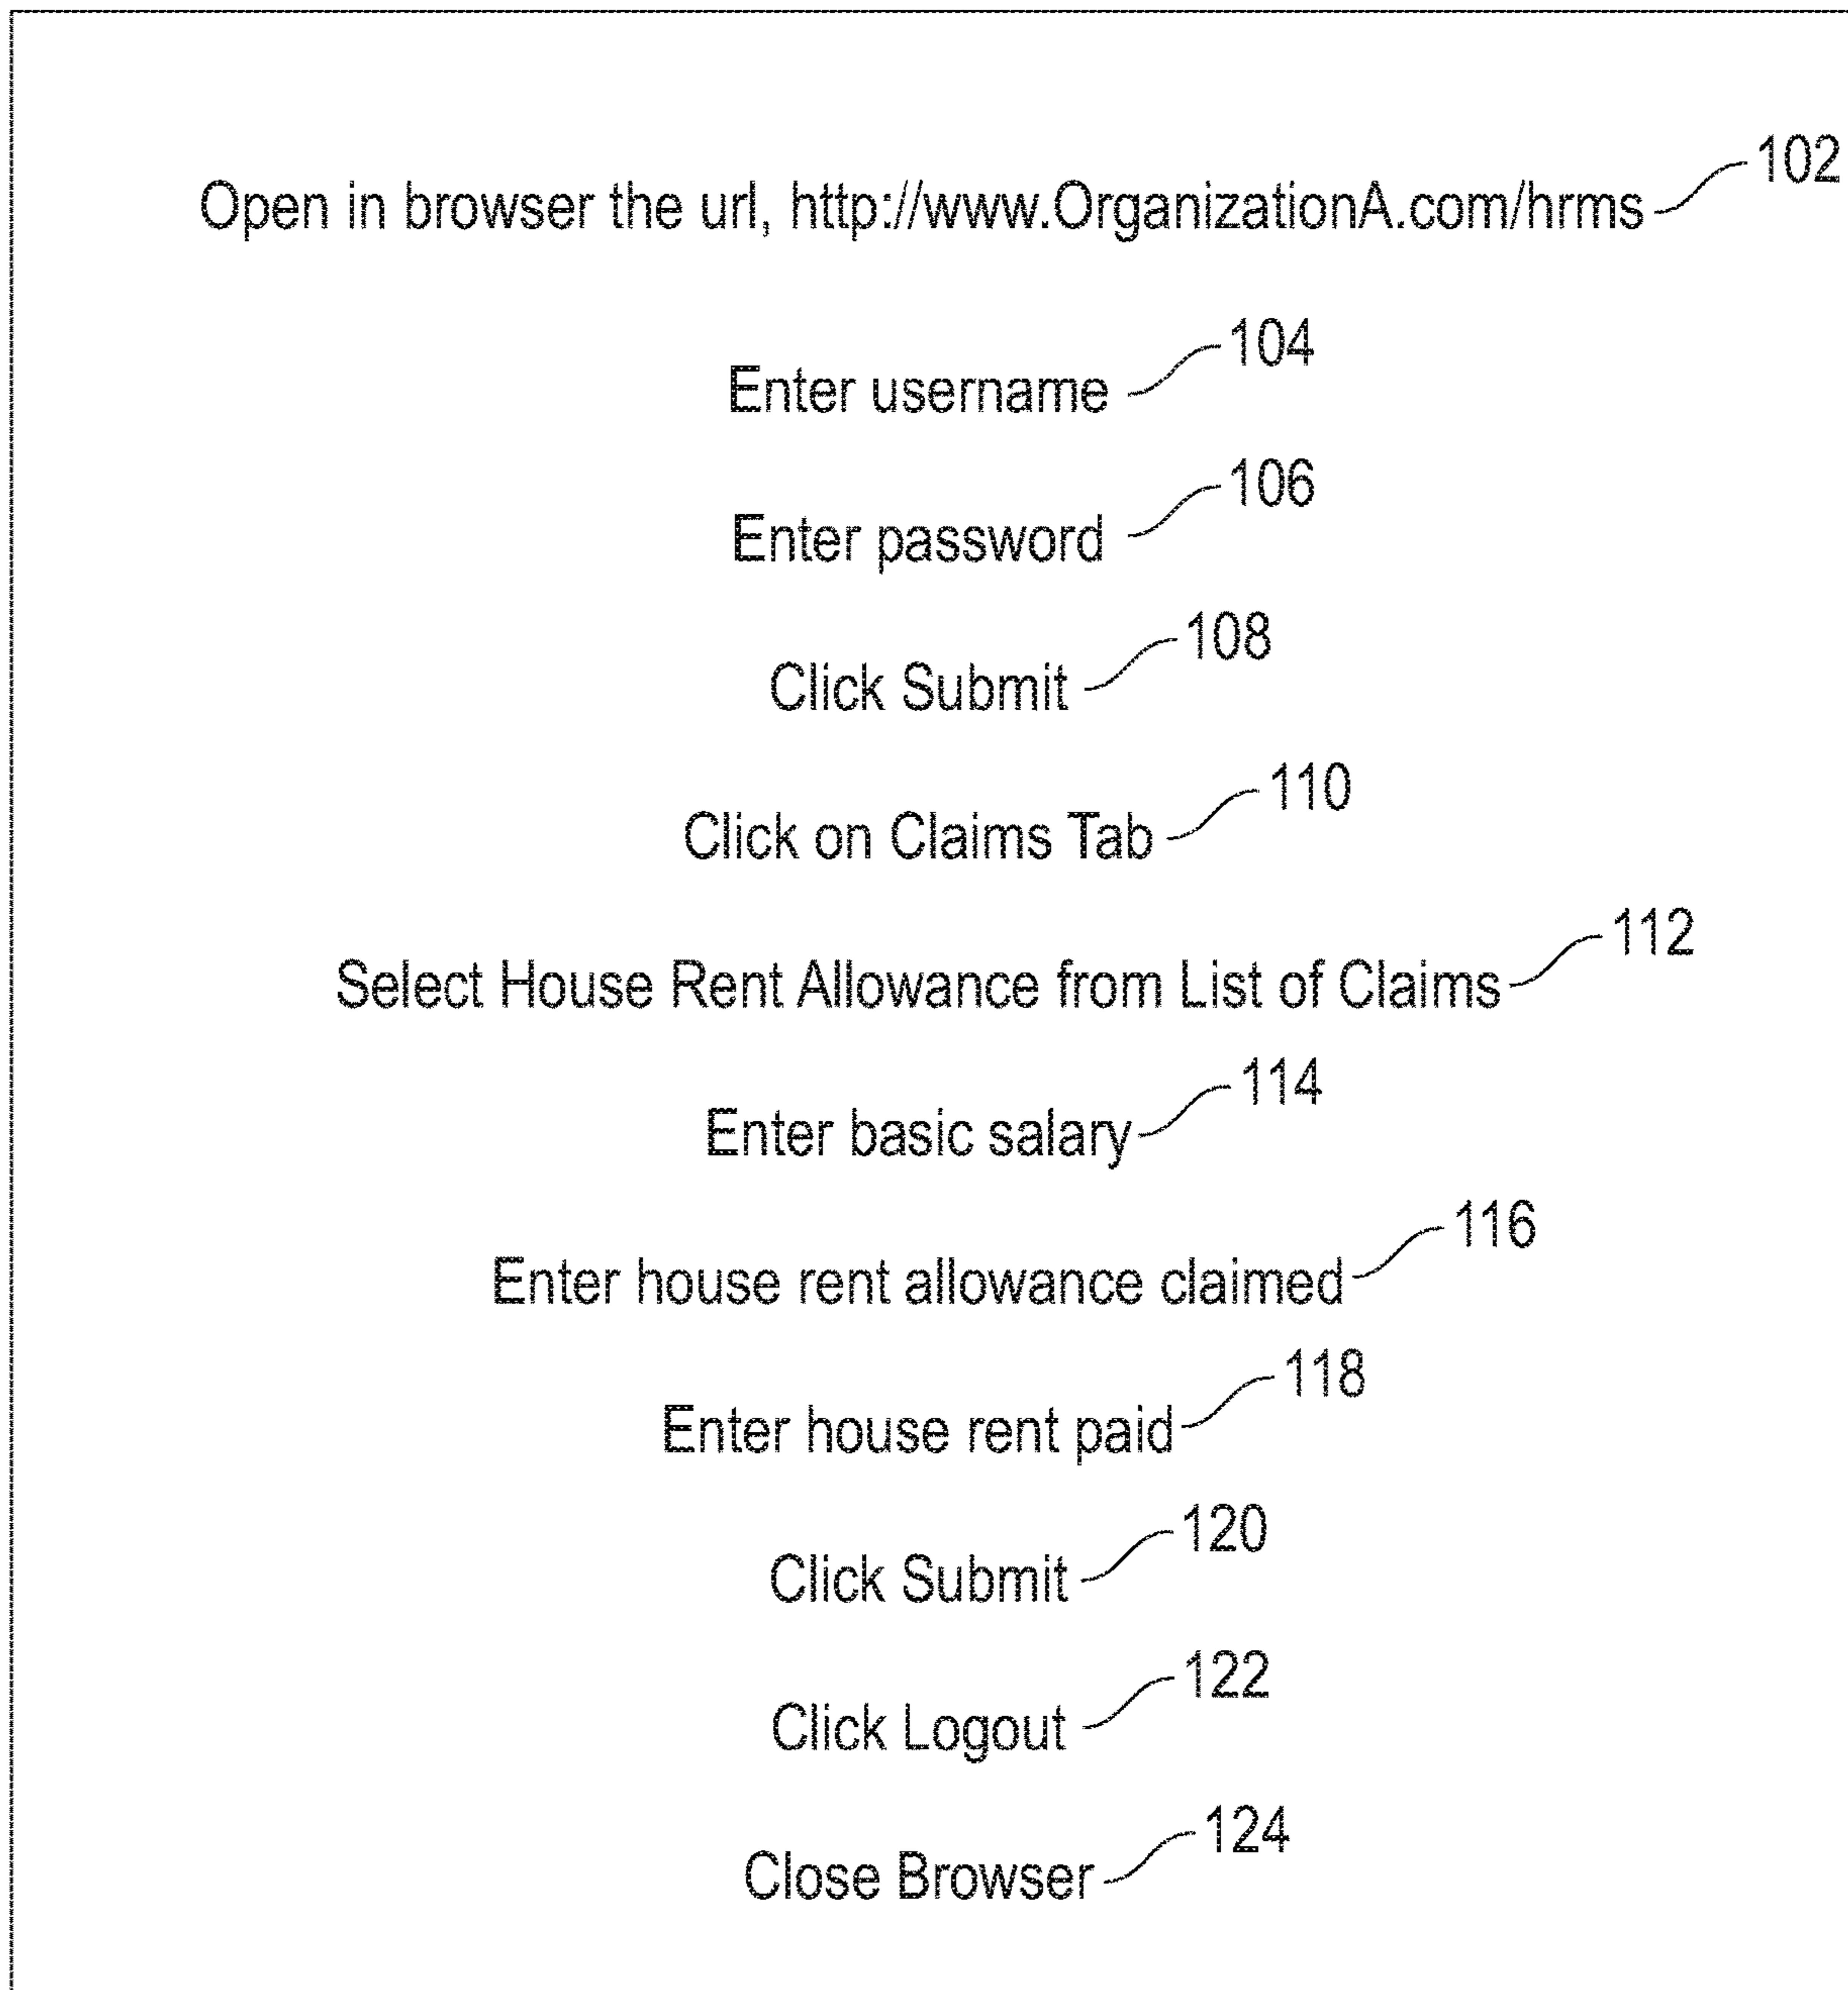 Open in browser the url, http://www.OrganizationA.com/hrms 102
Enter username 104
Enter password 106
Click Submit 108
Click on Claims Tab 110
Select House Rent Allowance from List of Claims 112
Enter basic salary 114
Enter house rent allowance claimed 116
Enter house rent paid 118
Click Submit 120
Click Logout 122
Close Browser 124